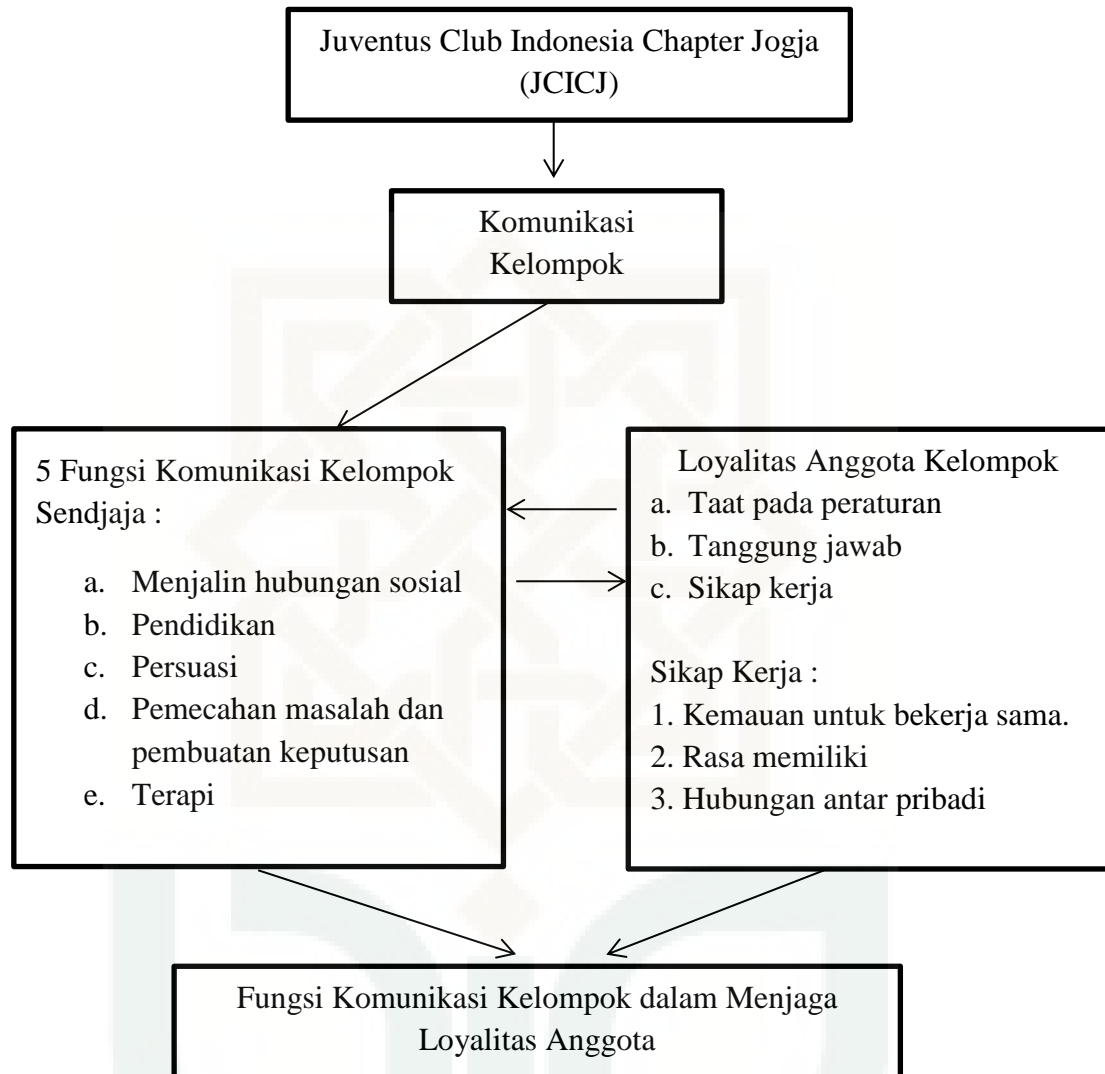 Juventus Club Indonesia Chapter Jogja
(JCICJ)
Komunikasi
Kelompok
5 Fungsi Komunikasi Kelompok
Sendjaja :
a. Menjalin hubungan sosial
b. Pendidikan
c. Persuasi
d. Pemecahan masalah dan
pembuatan keputusan
e. Terapi
Loyalitas Anggota Kelompok
a. Taat pada peraturan
b. Tanggung jawab
c. Sikap kerja
Sikap Kerja :
1. Kemauan untuk bekerja sama.
2. Rasa memiliki
3. Hubungan antar pribadi
Fungsi Komunikasi Kelompok dalam Menjaga
Loyalitas Anggota